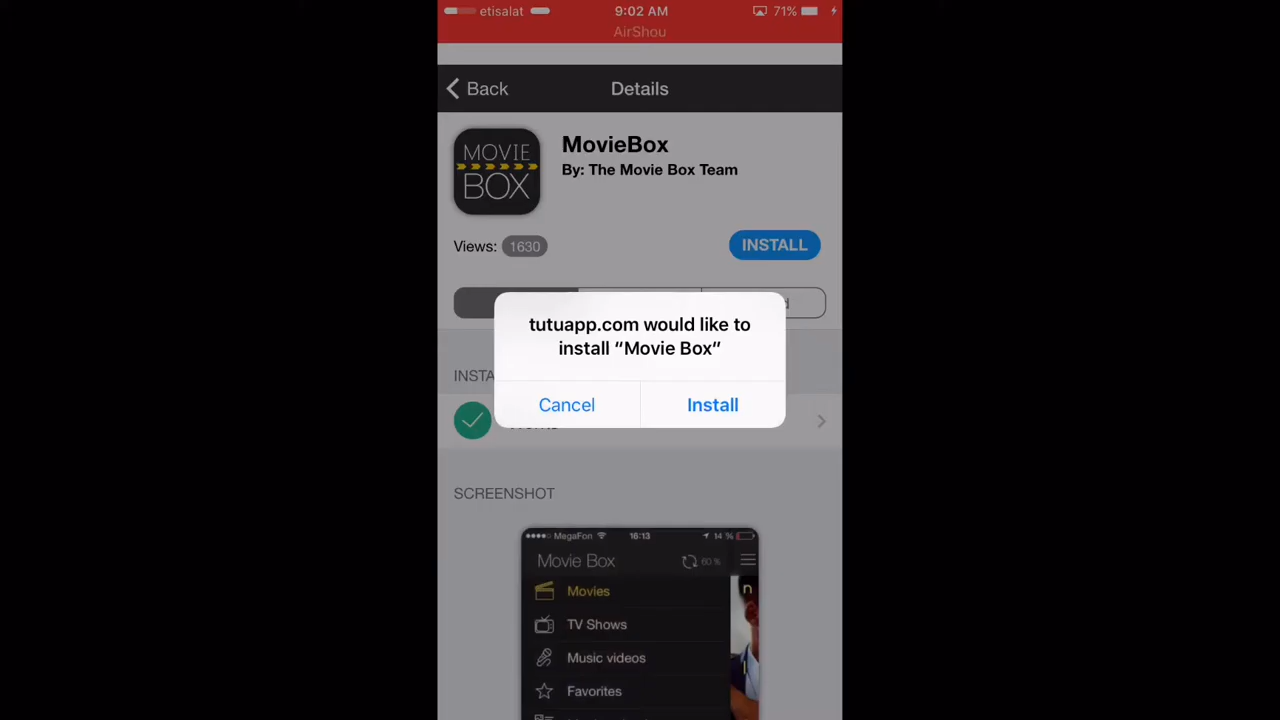 etisalat 9:02 AM 71%
AirShou
Back Details
MOVIE
BOX
MovieBox
By: The Movie Box Team
Views: 1630 INSTALL
tutuapp.com would like to
install “Movie Box”
Cancel Install
SCREENSHOT
MegaFon 16:13 14 %
Movie Box 60 %
Movies
TV Shows
Music videos
Favorites